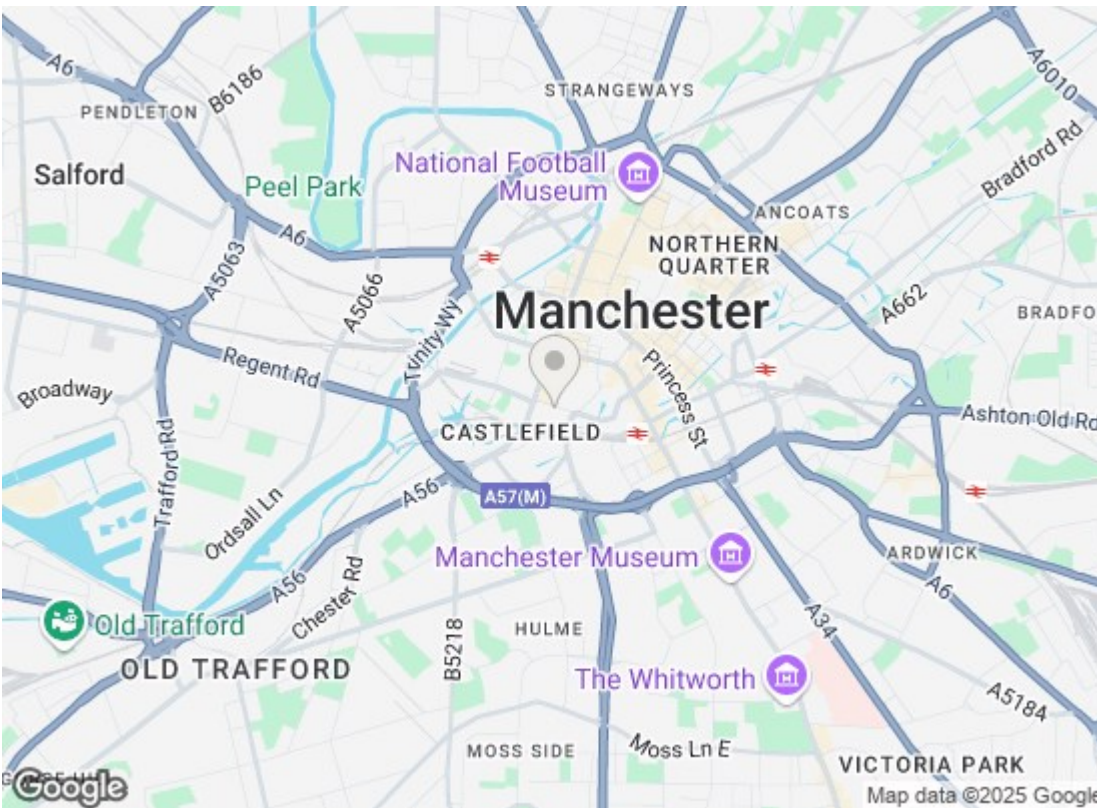 A6
B6186
STRANGEWAYS
A6010
PENDLETON
Bradford Rd
Salford
National Football
Museum
Peel Park
ANCOATS
A6
NORTHERN
QUARTER
A5063
A5066
A662
Manchester
BRADFO
Trinity Wy
Regent Rd
Princess St
Broadway
Ashton Old Rd
CASTLEFIELD
Trafford Rd
A56
A57(M)
Ordsall Ln
Manchester Museum
ARDWICK
A56
Chester Rd
A6
Old Trafford
HULME
A34
B5218
OLD TRAFFORD
The Whitworth
A5184
MOSS SIDE
Moss Ln E
VICTORIA PARK
Google
Map data ©2025 Google